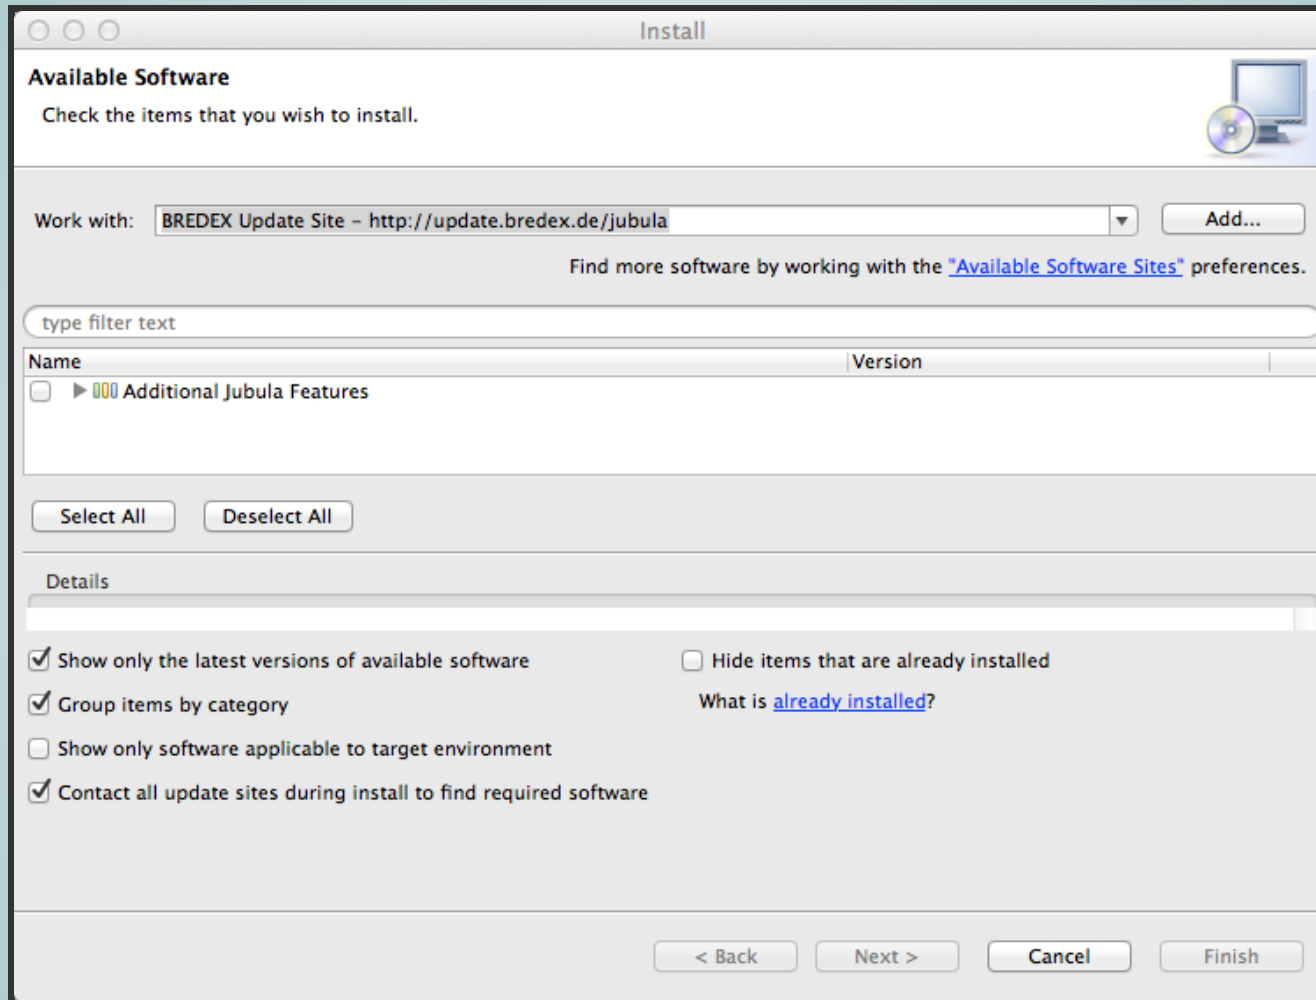 Install
Available Software
Check the items that you wish to install.
Work with: BREDEX Update Site – http://update.bredex.de/jubula Add...
Find more software by working with the "Available Software Sites" preferences.
type filter text
Name Version
Additional Jubula Features
Select All Deselect All
Details
Show only the latest versions of available software Hide items that are already installed
Group items by category What is already installed?
Show only software applicable to target environment
Contact all update sites during install to find required software
< Back Next > Cancel Finish